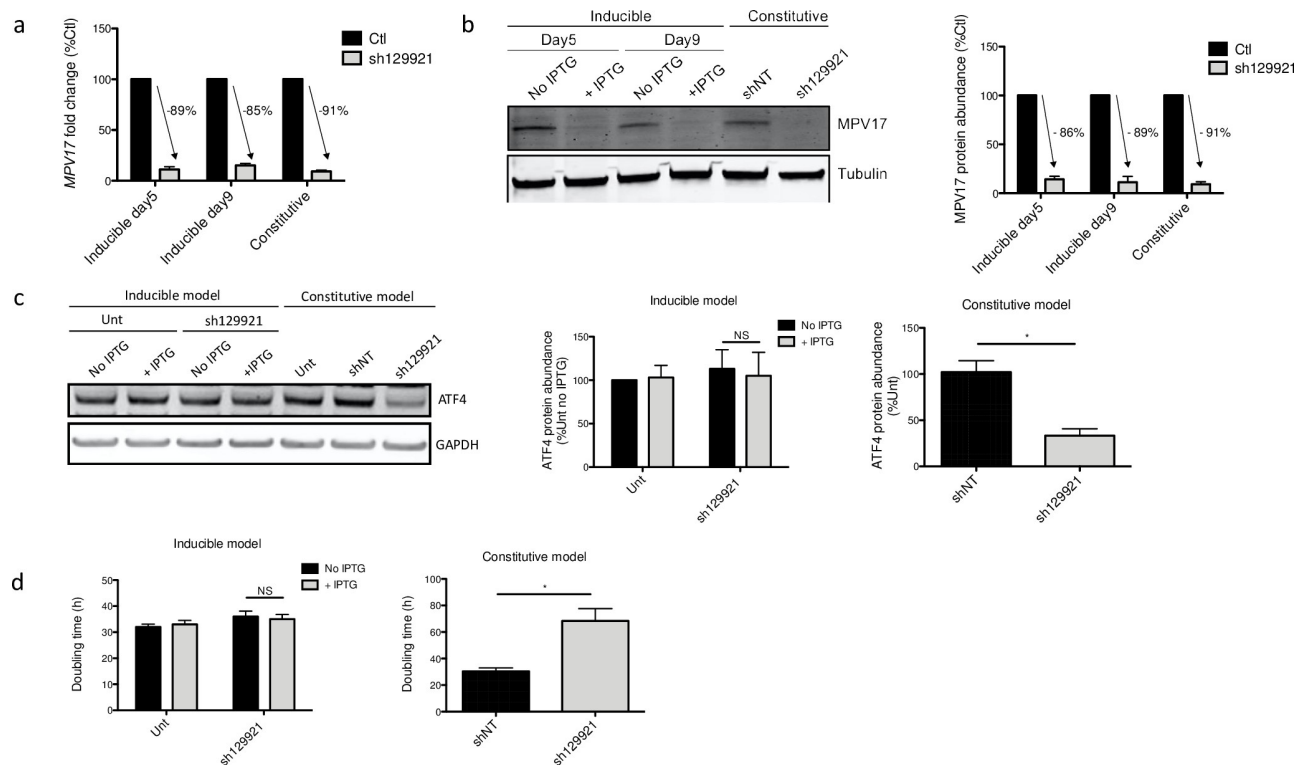 a
MPV17 fold change (%Ctl)
150
100
50
0
Ctl
sh129921
-89%
-85%
-91%
Inducible day5
Inducible day9
Constitutive
b
Inducible
Constitutive
Day5
Day9
No IPTG
+ IPTG
No IPTG
+IPTG
shNT
sh129921
MPV17
Tubulin
MPV17 protein abundance (%Ctl)
150
100
50
0
Ctl
sh129921
- 86%
- 89%
- 91%
Inducible day5
Inducible day9
Constitutive
c
Inducible model
Constitutive model
Unt
sh129921
No IPTG
+ IPTG
No IPTG
+IPTG
Unt
shNT
sh129921
ATF4
GAPDH
Inducible model
ATF4 protein abundance
(%Unt no IPTG)
150
100
50
0
No IPTG
+ IPTG
NS
Unt
sh129921
Constitutive model
ATF4 protein abundance
(%Unt)
150
100
50
0
*
shNT
sh129921
d
Inducible model
Doubling time (h)
50
40
30
20
10
0
No IPTG
+ IPTG
NS
Unt
sh129921
Constitutive model
Doubling time (h)
100
80
60
40
20
0
*
shNT
sh129921